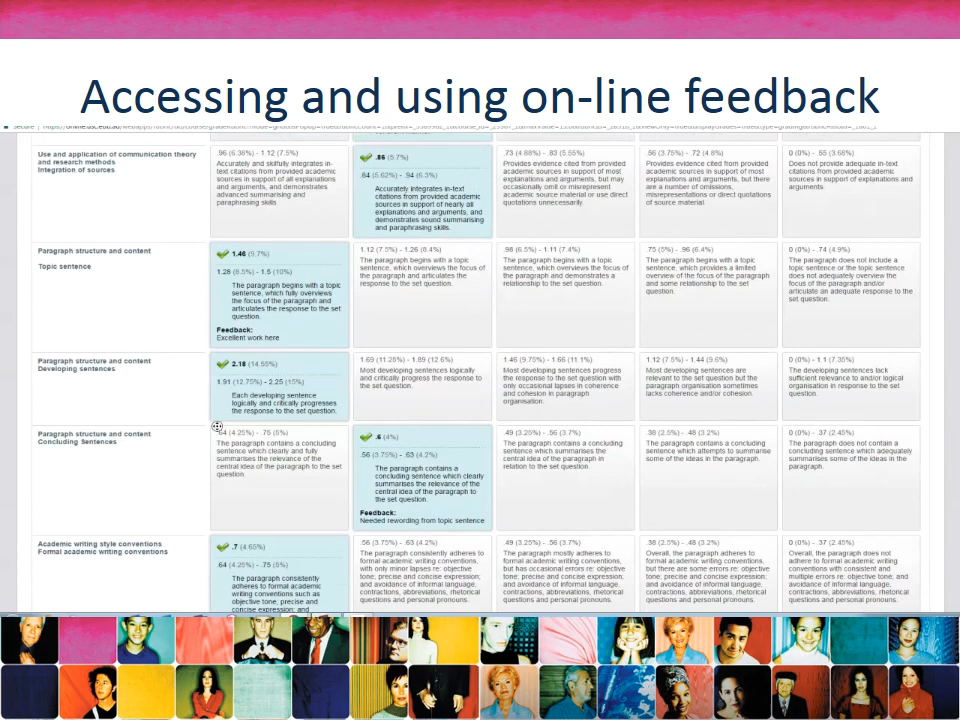 Accessing and using on-line feedback
Use and application of communication theory
and research methods
Integration of sources
.96 (6.38%) - 1.12 (7.5%)
Accurately and skilfully integrates in-
text citations from provided academic
sources in support of all explanations
and arguments, and demonstrates
advanced summarising and
paraphrasing skills
.86 (5.7%)
.84 (5.62%) - .94 (6.3%)
Accurately integrates in-text
citations from provided academic
sources in support of nearly all
explanations and arguments, and
demonstrates sound summarising
and paraphrasing skills.
.73 (4.88%) - .83 (5.55%)
Provides evidence cited from provided
academic sources in support of most
explanations and arguments, but may
occasionally omit or misrepresent
academic source material or use direct
quotations unnecessarily.
.56 (3.75%) - .72 (4.8%)
Provides evidence cited from provided
academic sources in support of most
explanations and arguments, but there
are a number of omissions,
misrepresentations or direct quotations
of source material.
0 (0%) - .55 (3.68%)
Does not provide adequate in-text
citations from provided academic
sources in support of explanations and
arguments.
Paragraph structure and content
Topic sentence
1.46 (9.7%)
1.28 (8.5%) - 1.5 (10%)
The paragraph begins with a topic
sentence, which fully overviews
the focus of the paragraph and
articulates the response to the set
question.
Feedback:
Excellent work here
1.12 (7.5%) - 1.26 (8.4%)
The paragraph begins with a topic
sentence, which overviews the focus of
the paragraph and articulates the
response to the set question.
.98 (6.5%) - 1.11 (7.4%)
The paragraph begins with a topic
sentence, which overviews the focus of
the paragraph and demonstrates a
relationship to the set question.
.75 (5%) - .96 (6.4%)
The paragraph begins with a topic
sentence, which provides a limited
overview of the focus of the paragraph
and some relationship to the set
question.
0 (0%) - .74 (4.9%)
The paragraph does not include a
topic sentence or the topic sentence
does not adequately overview the
focus of the paragraph and/or
articulate an adequate response to the
set question.
Paragraph structure and content
Developing sentences
2.18 (14.55%)
1.91 (12.75%) - 2.25 (15%)
Each developing sentence
logically and critically progresses
the response to the set question.
1.69 (11.25%) - 1.89 (12.6%)
Most developing sentences logically
and critically progress the response to
the set question.
1.46 (9.75%) - 1.66 (11.1%)
Most developing sentences progress
the response to the set question with
only occasional lapses in coherence
and cohesion in paragraph
organisation.
1.12 (7.5%) - 1.44 (9.6%)
Most developing sentences are
relevant to the set question but the
paragraph organisation sometimes
lacks coherence and/or cohesion.
0 (0%) - 1.1 (7.35%)
The developing sentences lack
sufficient relevance to and/or logical
organisation in response to the set
question.
Paragraph structure and content
Concluding Sentences
.64 (4.25%) - .75 (5%)
The paragraph contains a concluding
sentence which clearly and fully
summarises the relevance of the
central idea of the paragraph to the set
question.
.6 (4%)
.56 (3.75%) - .63 (4.2%)
The paragraph contains a
concluding sentence which clearly
summarises the relevance of the
central idea of the paragraph to
the set question.
Feedback:
Needed rewording from topic sentence
.49 (3.25%) - .56 (3.7%)
The paragraph contains a concluding
sentence which summarises the
central idea of the paragraph in
relation to the set question.
.38 (2.5%) - .48 (3.2%)
The paragraph contains a concluding
sentence which attempts to summarise
some of the ideas in the paragraph.
0 (0%) - .37 (2.45%)
The paragraph does not contain a
concluding sentence which adequately
summarises some of the ideas in the
paragraph.
Academic writing style conventions
Formal academic writing conventions
.7 (4.65%)
.64 (4.25%) - .75 (5%)
The paragraph consistently
adheres to formal academic
writing conventions such as
objective tone; precise and
concise expression; and
.56 (3.75%) - .63 (4.2%)
The paragraph consistently adheres to
formal academic writing conventions,
with only minor lapses re: objective
tone; precise and concise expression;
and avoidance of informal language,
contractions, abbreviations, rhetorical
questions and personal pronouns.
.49 (3.25%) - .56 (3.7%)
The paragraph mostly adheres to
formal academic writing conventions,
but has occasional errors re: objective
tone; precise and concise expression;
and avoidance of informal language,
contractions, abbreviations, rhetorical
questions and personal pronouns.
.38 (2.5%) - .48 (3.2%)
Overall, the paragraph adheres to
formal academic writing conventions,
but there are some errors re: objective
tone; precise and concise expression;
and avoidance of informal language,
contractions, abbreviations, rhetorical
questions and personal pronouns.
0 (0%) - .37 (2.45%)
Overall, the paragraph does not
adhere to formal academic writing
conventions with consistent and
multiple errors re: objective tone;
precise and concise expression; and
avoidance of informal language,
contractions, abbreviations, rhetorical
questions and personal pronouns.